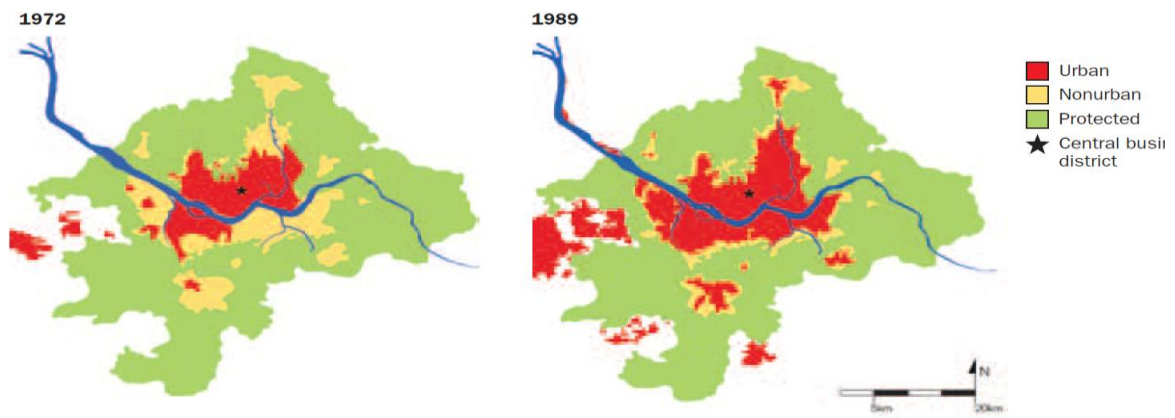 1972
1989
Urban
Nonurban
Protected
Central busi
district
N
5km
20km